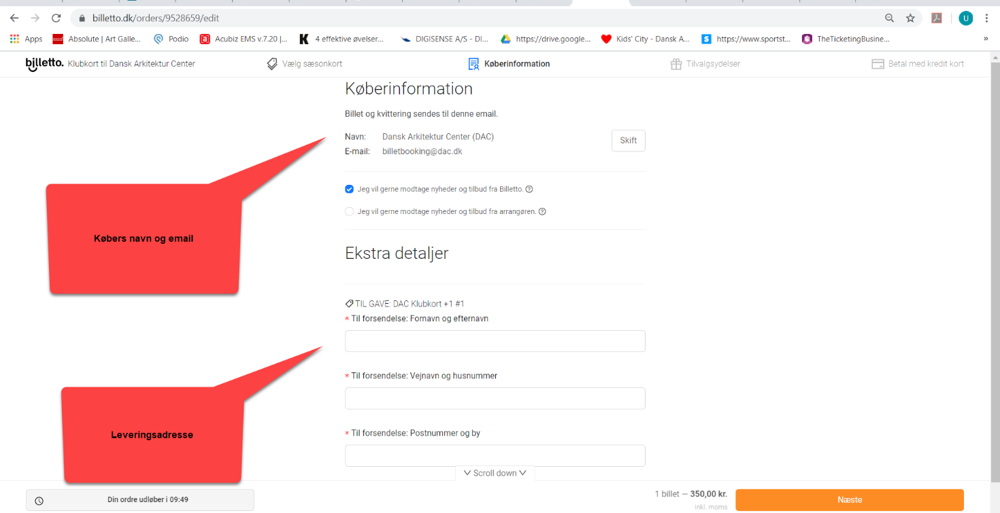 billetto.dk/orders/9528659/edit
U
Apps
Absolute | Art Galle...
Podio
[a] Acubiz EMS v.7.20 |...
K 4 effektive øvelser...
DIGISENSE A/S - DI...
https://drive.google...
Kids' City - Dansk A...
S https://www.sportst...
TheTicketingBusine...
»
billetto. Klubkort til Dansk Arkitektur Center
Vælg sæsonkort
Køberinformation
Tilvalgsydelser
Betal med kredit kort
Køberinformation
Billet og kvittering sendes til denne email.
Navn: Dansk Arkitektur Center (DAC)
E-mail: billetbooking@dac.dk
Skift
Jeg vil gerne modtage nyheder og tilbud fra Billetto. ?
Jeg vil gerne modtage nyheder og tilbud fra arrangøren. ?
Købers navn og email
Ekstra detaljer
TIL GAVE: DAC Klubkort +1 #1
* Til forsendelse: Fornavn og efternavn
* Til forsendelse: Vejnavn og husnummer
Leveringsadresse
* Til forsendelse: Postnummer og by
Scroll down
Din ordre udløber i 09:49
1 billet — 350,00 kr.
Inkl. moms
Næste